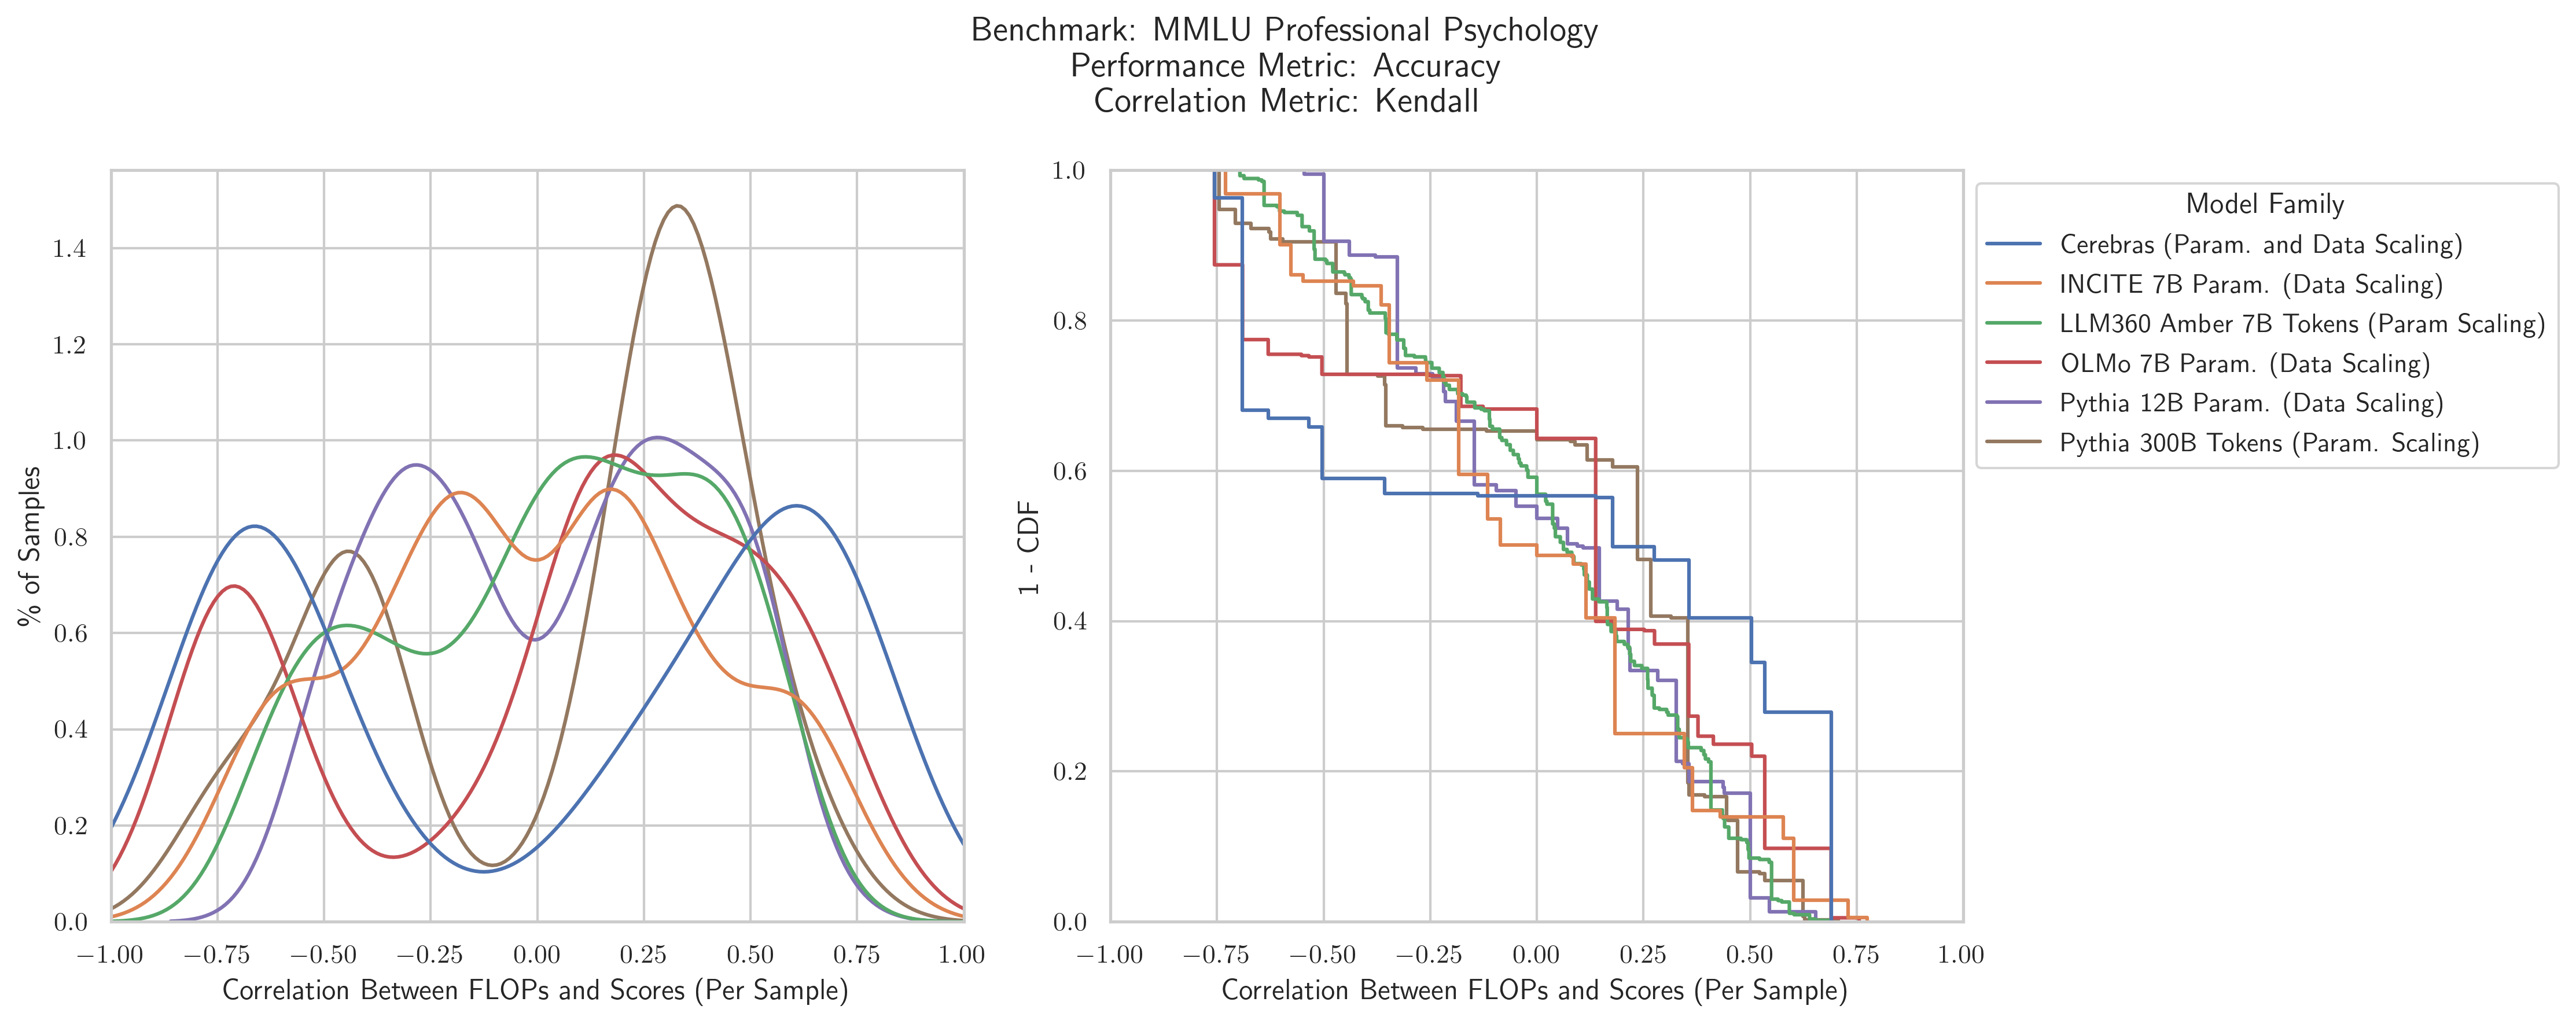 Benchmark: MMLU Professional Psychology
Performance Metric: Accuracy
Correlation Metric: Kendall
% of Samples
1.4
1.2
1.0
0.8
0.6
0.4
0.2
0.0
−1.00 −0.75 −0.50 −0.25 0.00 0.25 0.50 0.75 1.00
Correlation Between FLOPs and Scores (Per Sample)
1 - CDF
1.0
0.8
0.6
0.4
0.2
0.0
−1.00 −0.75 −0.50 −0.25 0.00 0.25 0.50 0.75 1.00
Correlation Between FLOPs and Scores (Per Sample)
Model Family
Cerebras (Param. and Data Scaling)
INCITE 7B Param. (Data Scaling)
LLM360 Amber 7B Tokens (Param Scaling)
OLMo 7B Param. (Data Scaling)
Pythia 12B Param. (Data Scaling)
Pythia 300B Tokens (Param. Scaling)